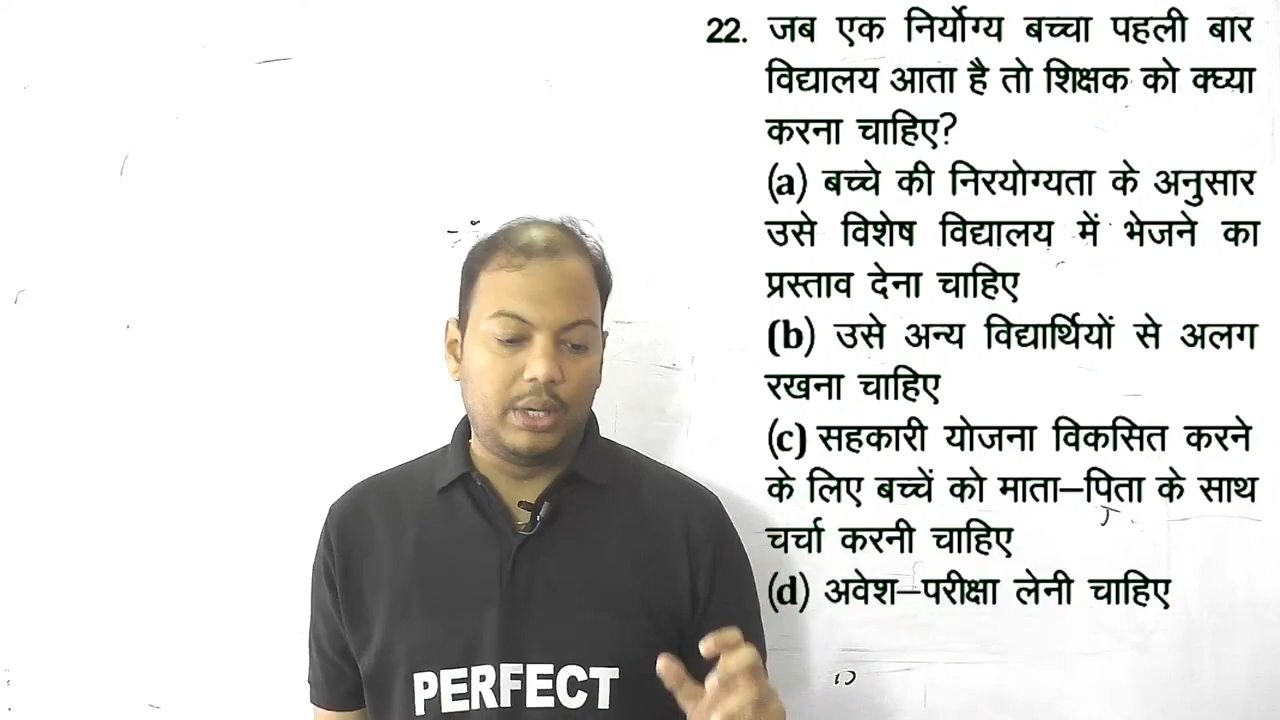 22. जब एक निर्योग्य बच्चा पहली बार
विद्यालय आता है तो शिक्षक को क्घ्या
करना चाहिए?
(a) बच्चे की निरयोग्यता के अनुसार
उसे विशेष विद्यालय में भेजने का
प्रस्ताव देना चाहिए
(b) उसे अन्य विद्यार्थियों से अलग
रखना चाहिए
(c) सहकारी योजना विकसित करने
के लिए बच्चें को माता–पिता के साथ
चर्चा करनी चाहिए
(d) अवेश–परीक्षा लेनी चाहिए
PERFECT